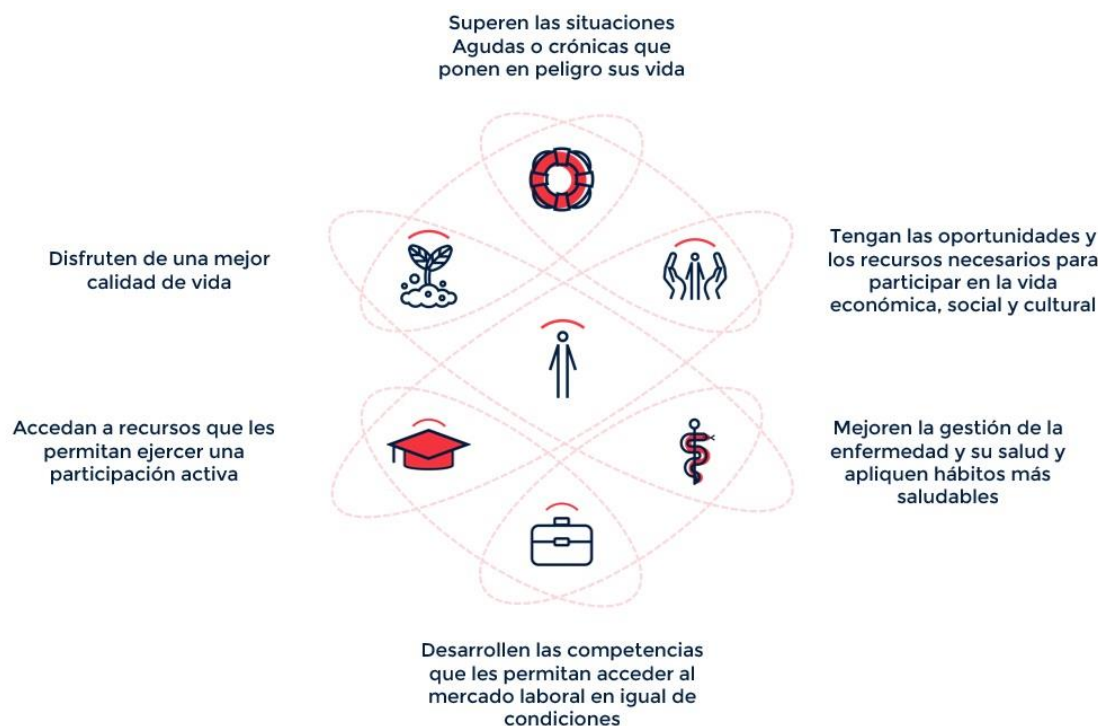 Superen las situaciones
Agudas o crónicas que
ponen en peligro sus vida
Disfruten de una mejor
calidad de vida
Tengan las oportunidades y
los recursos necesarios para
participar en la vida
económica, social y cultural
Accedan a recursos que les
permitan ejercer una
participación activa
Mejoren la gestión de la
enfermedad y su salud y
apliquen hábitos más
saludables
Desarrollen las competencias
que les permitan acceder al
mercado laboral en igual de
condiciones